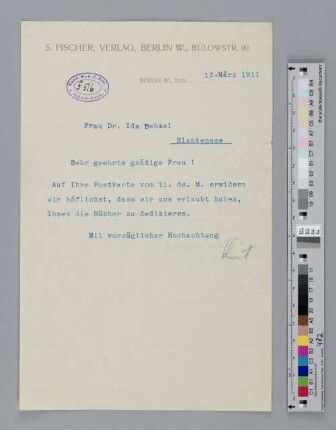 S. FISCHER, VERLAG, BERLIN W., BÜLOWSTR. 90
BERLIN W., DEN 13.März 1911
Frau Dr. Ida Dehmel
Blankenese
Sehr geehrte gnädige Frau !
Auf Ihre Postkarte vom 11. ds. M. erwidern
wir höflichst, dass wir uns erlaubt haben,
Ihnen die Bücher zu dedizieren.
Mit vorzüglicher Hochachtung
482